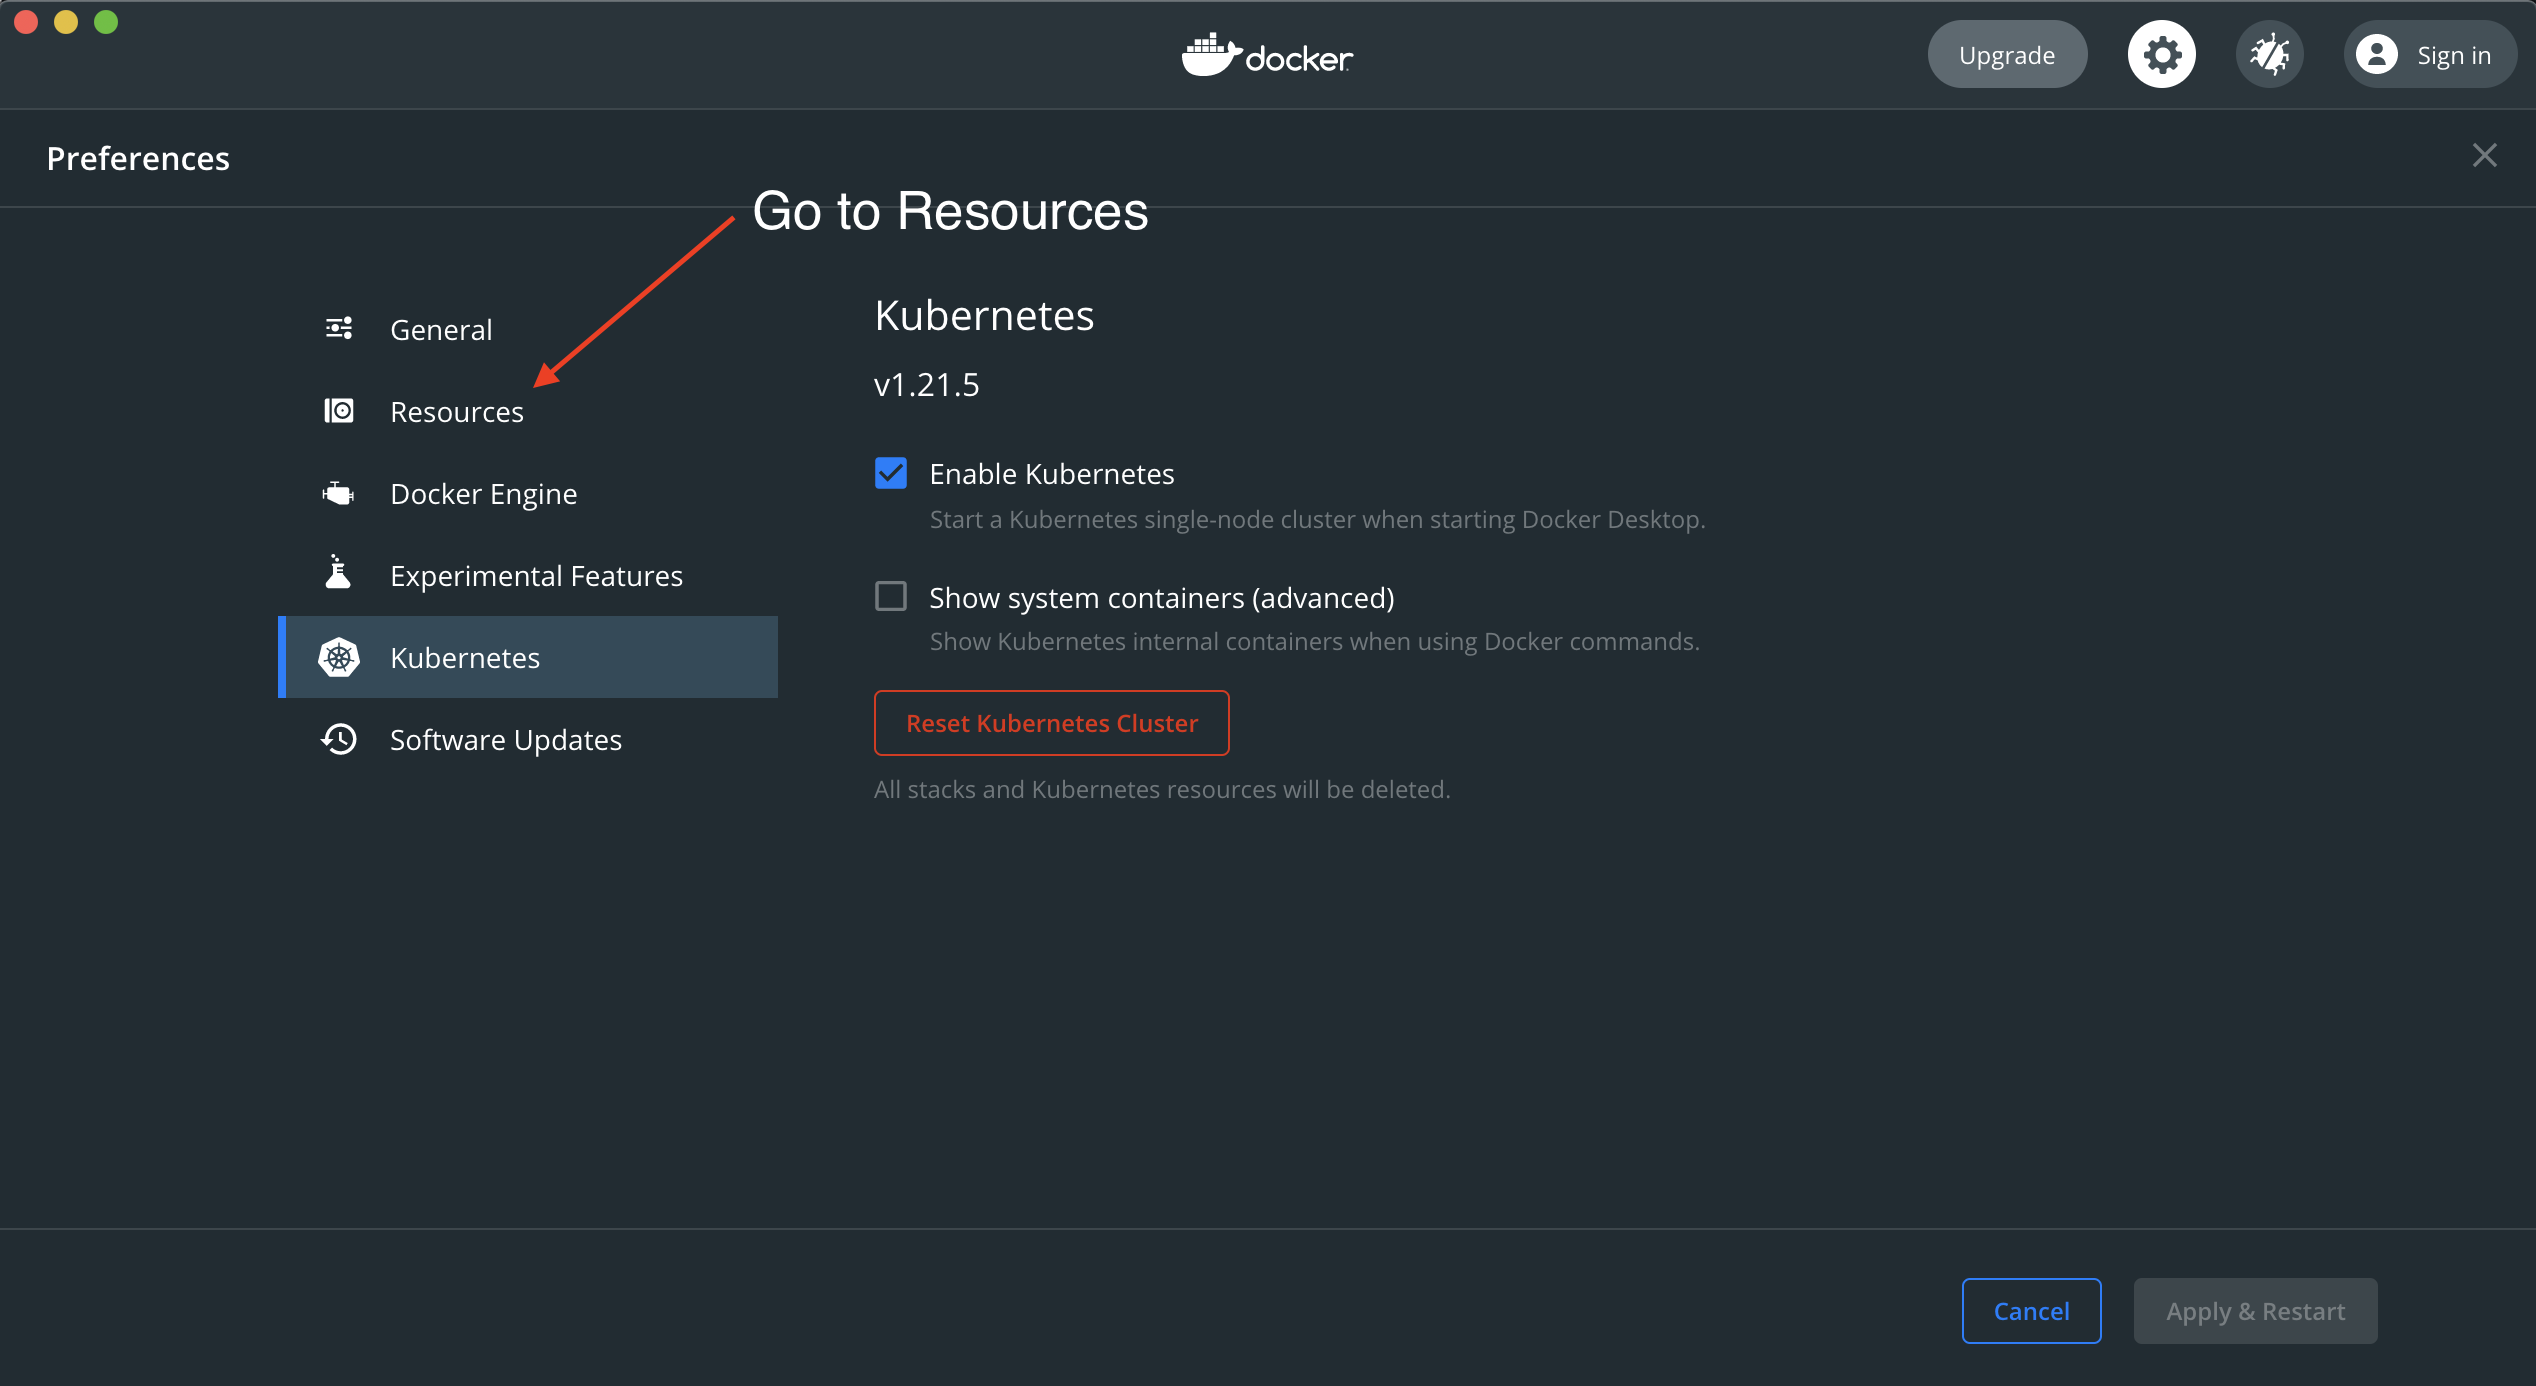 docker
Upgrade
Sign in
Preferences
Go to Resources
General
Resources
Docker Engine
Experimental Features
Kubernetes
Software Updates
Kubernetes
v1.21.5
Enable Kubernetes
Start a Kubernetes single-node cluster when starting Docker Desktop.
Show system containers (advanced)
Show Kubernetes internal containers when using Docker commands.
Reset Kubernetes Cluster
All stacks and Kubernetes resources will be deleted.
Cancel
Apply & Restart